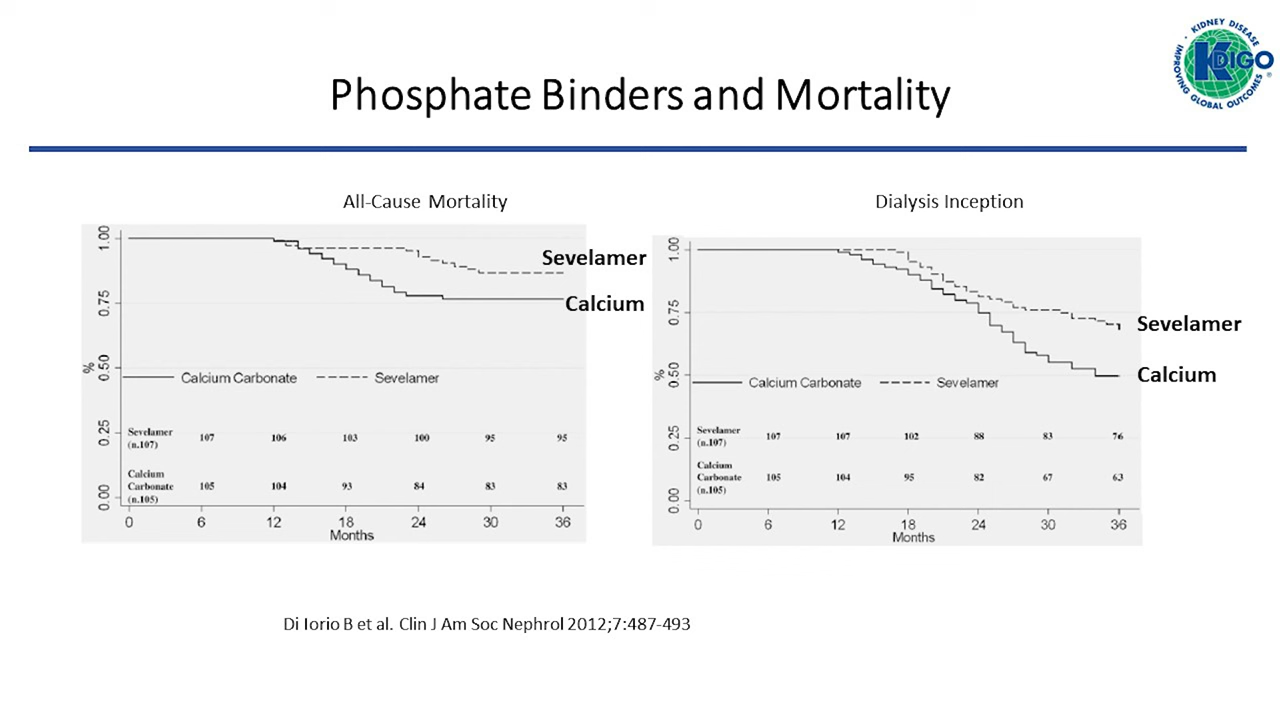 KIDNEY DISEASE
KDIGO
IMPROVING GLOBAL OUTCOMES
®
Phosphate Binders and Mortality
All-Cause Mortality
1.00
0.75
0.50
0.25
0.00
%
Sevelamer
Calcium
Calcium Carbonate Sevelamer
Sevelamer
(n.107) 107 106 103 100 95 95
Calcium
Carbonate 105 104 93 84 83 83
(n.105)
0 6 12 18 24 30 36
Months
Dialysis Inception
1.00
0.75
0.50
0.25
0.00
%
Sevelamer
Calcium
Calcium Carbonate Sevelamer
Sevelamer
(n.107) 107 107 102 88 83 76
Calcium
Carbonate 105 104 95 82 67 63
(n.105)
0 6 12 18 24 30 36
Months
Di Iorio B et al. Clin J Am Soc Nephrol 2012;7:487-493